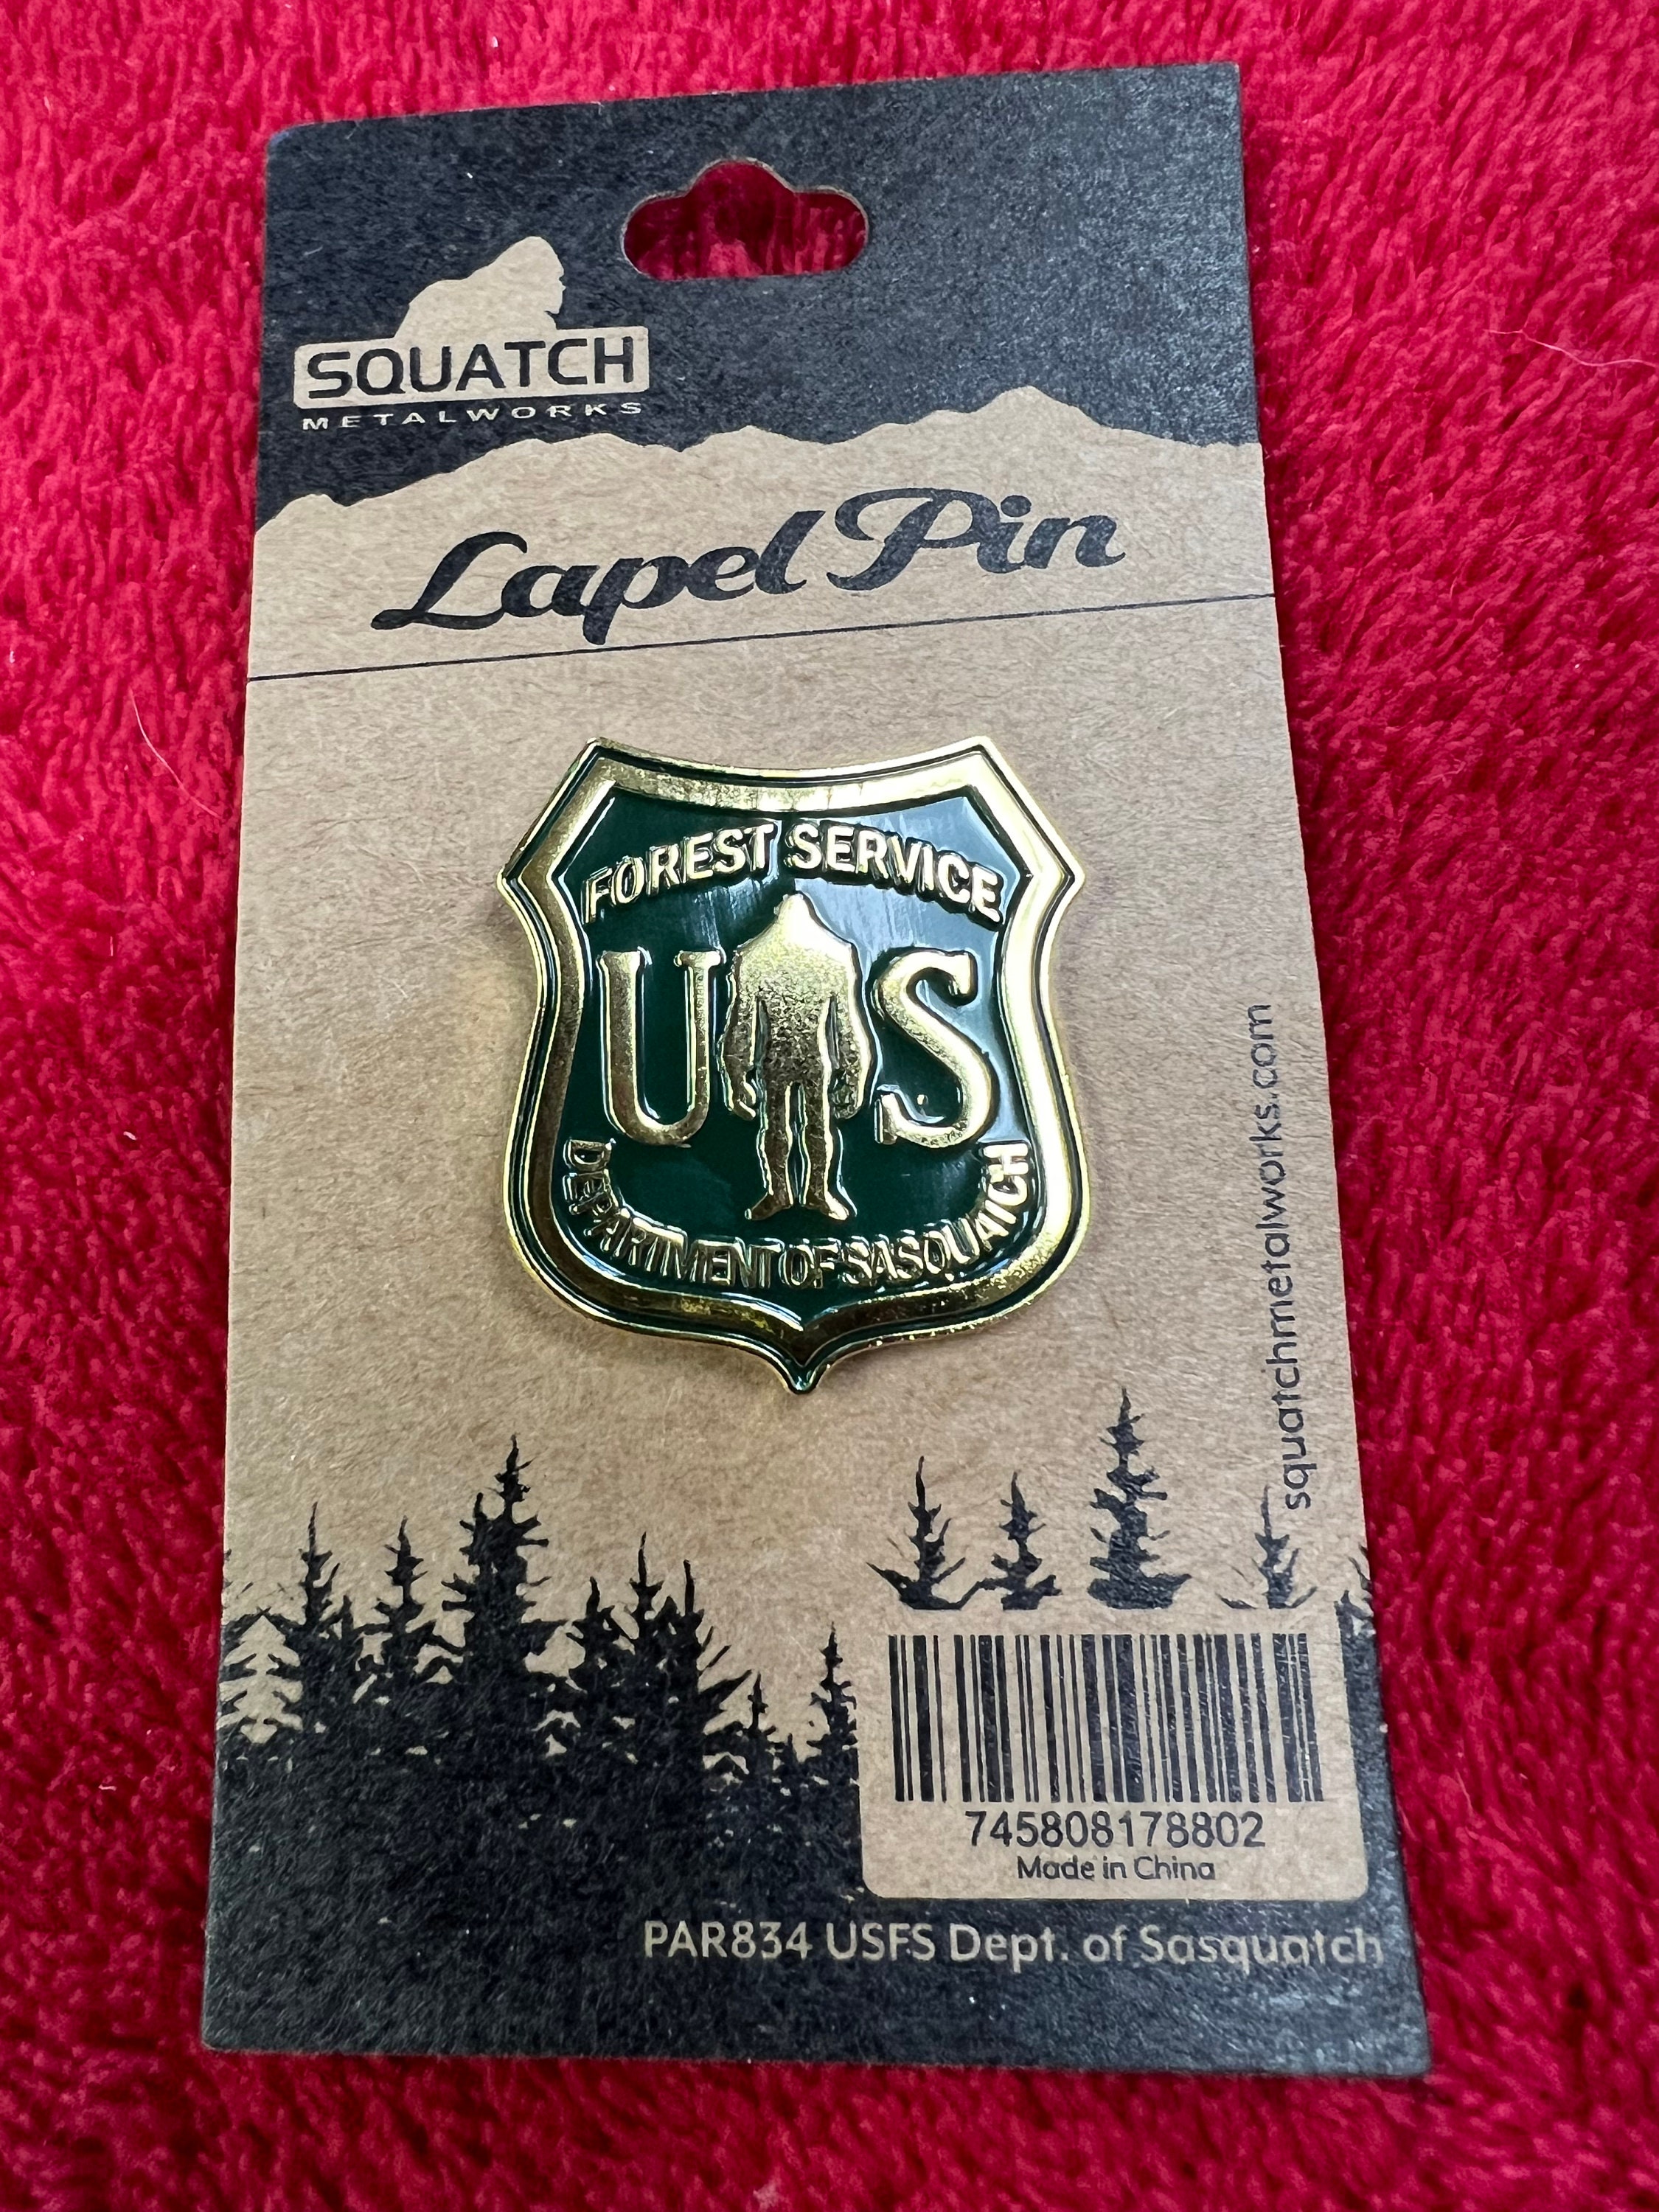 SQUATCH
METALWORKS
Lapel Pin
FOREST SERVICE
U S
DEPARTMENT OF SASQUATCH
squatchmetalworks.com
745808178802
Made in China
PAR834 USFS Dept. of Sasquatch